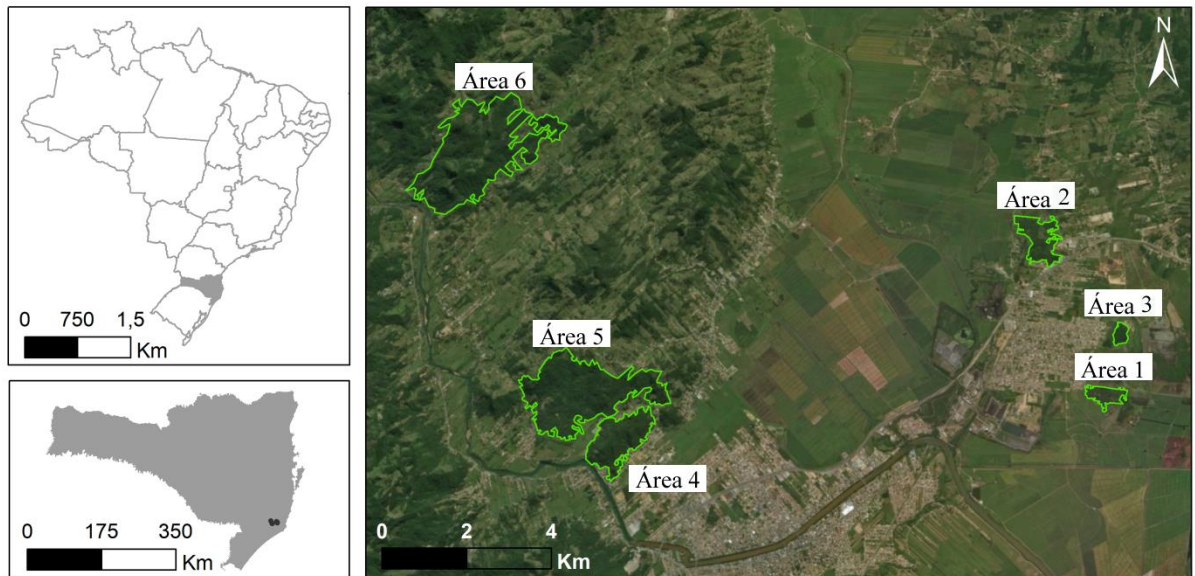 0 750 1,5
Km
0 175 350
Km
N
Área 6
Área 2
Área 3
Área 1
Área 5
Área 4
0 2 4
Km